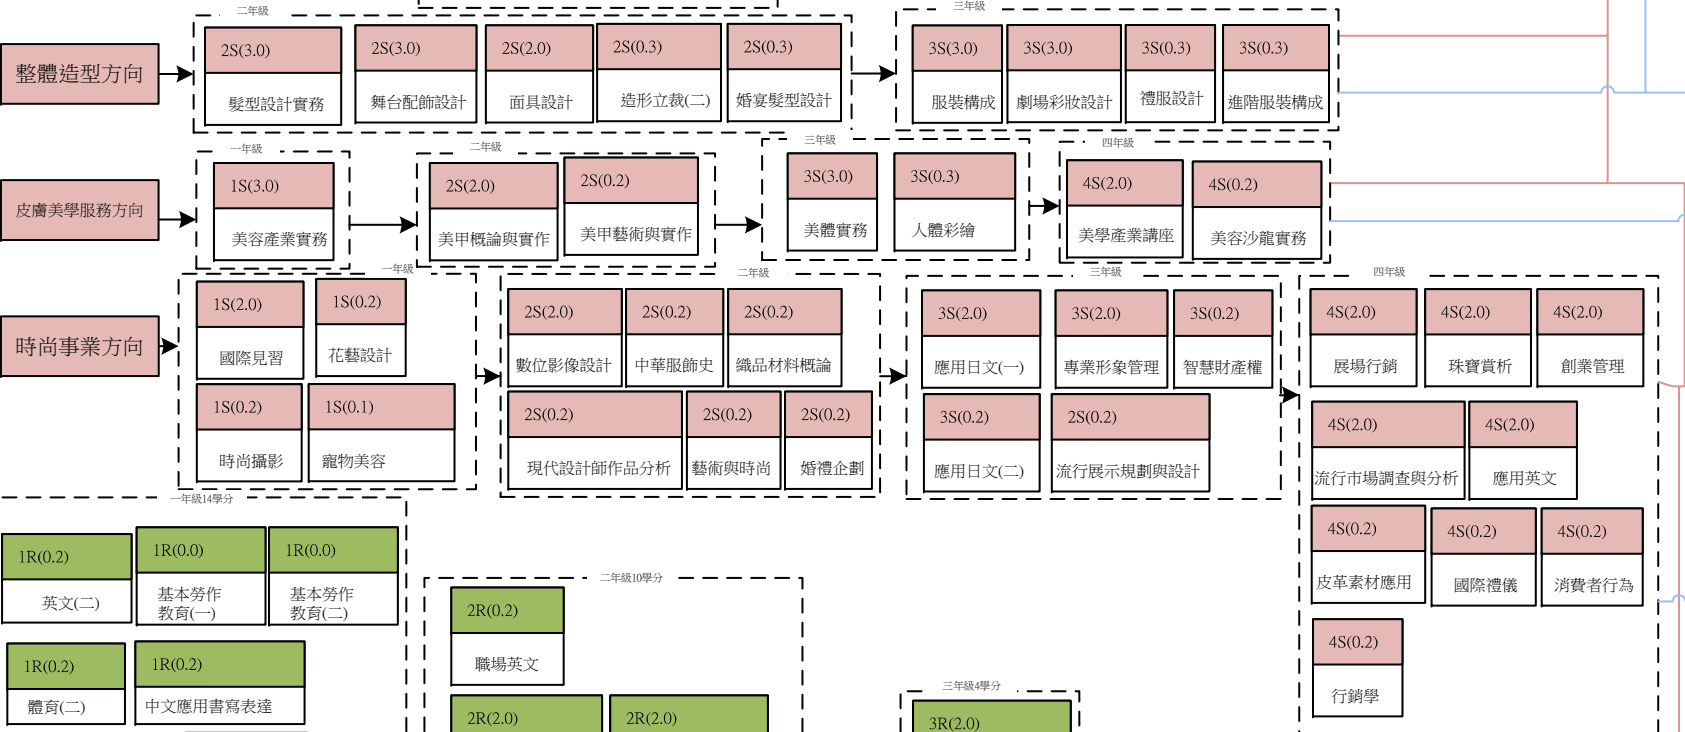 二年級
三年級
整體造型方向
2S(3.0)
髮型設計實務
2S(3.0)
舞台配飾設計
2S(2.0)
面具設計
2S(0.3)
造形立裁(二)
2S(0.3)
婚宴髮型設計
3S(3.0)
服裝構成
3S(3.0)
劇場彩妝設計
3S(0.3)
禮服設計
3S(0.3)
進階服裝構成
一年級
二年級
三年級
四年級
皮膚美學服務方向
1S(3.0)
美容產業實務
2S(2.0)
美甲概論與實作
2S(0.2)
美甲藝術與實作
3S(3.0)
美體實務
3S(0.3)
人體彩繪
4S(2.0)
美學產業講座
4S(0.2)
美容沙龍實務
一年級
二年級
三年級
四年級
時尚事業方向
1S(2.0)
國際見習
1S(0.2)
花藝設計
1S(0.2)
時尚攝影
1S(0.1)
寵物美容
2S(2.0)
數位影像設計
2S(0.2)
中華服飾史
2S(0.2)
織品材料概論
2S(0.2)
現代設計師作品分析
2S(0.2)
藝術與時尚
2S(0.2)
婚禮企劃
3S(2.0)
應用日文(一)
3S(2.0)
專業形象管理
3S(0.2)
智慧財產權
3S(0.2)
應用日文(二)
2S(0.2)
流行展示規劃與設計
4S(2.0)
展場行銷
4S(2.0)
珠寶賞析
4S(2.0)
創業管理
4S(2.0)
流行市場調查與分析
4S(2.0)
應用英文
4S(0.2)
皮革素材應用
4S(0.2)
國際禮儀
4S(0.2)
消費者行為
4S(0.2)
行銷學
一年級14學分
1R(0.2)
英文(二)
1R(0.0)
基本勞作
教育(一)
1R(0.0)
基本勞作
教育(二)
1R(0.2)
體育(二)
1R(0.2)
中文應用書寫表達
二年級10學分
2R(0.2)
職場英文
2R(2.0)
2R(2.0)
三年級4學分
3R(2.0)